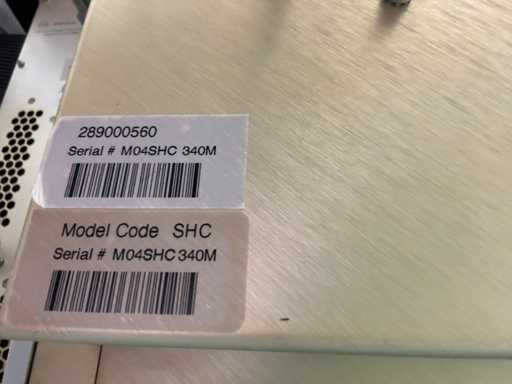 289000560
Serial # M04SHC 340M
Model Code SHC
Serial # M04SHC 340M